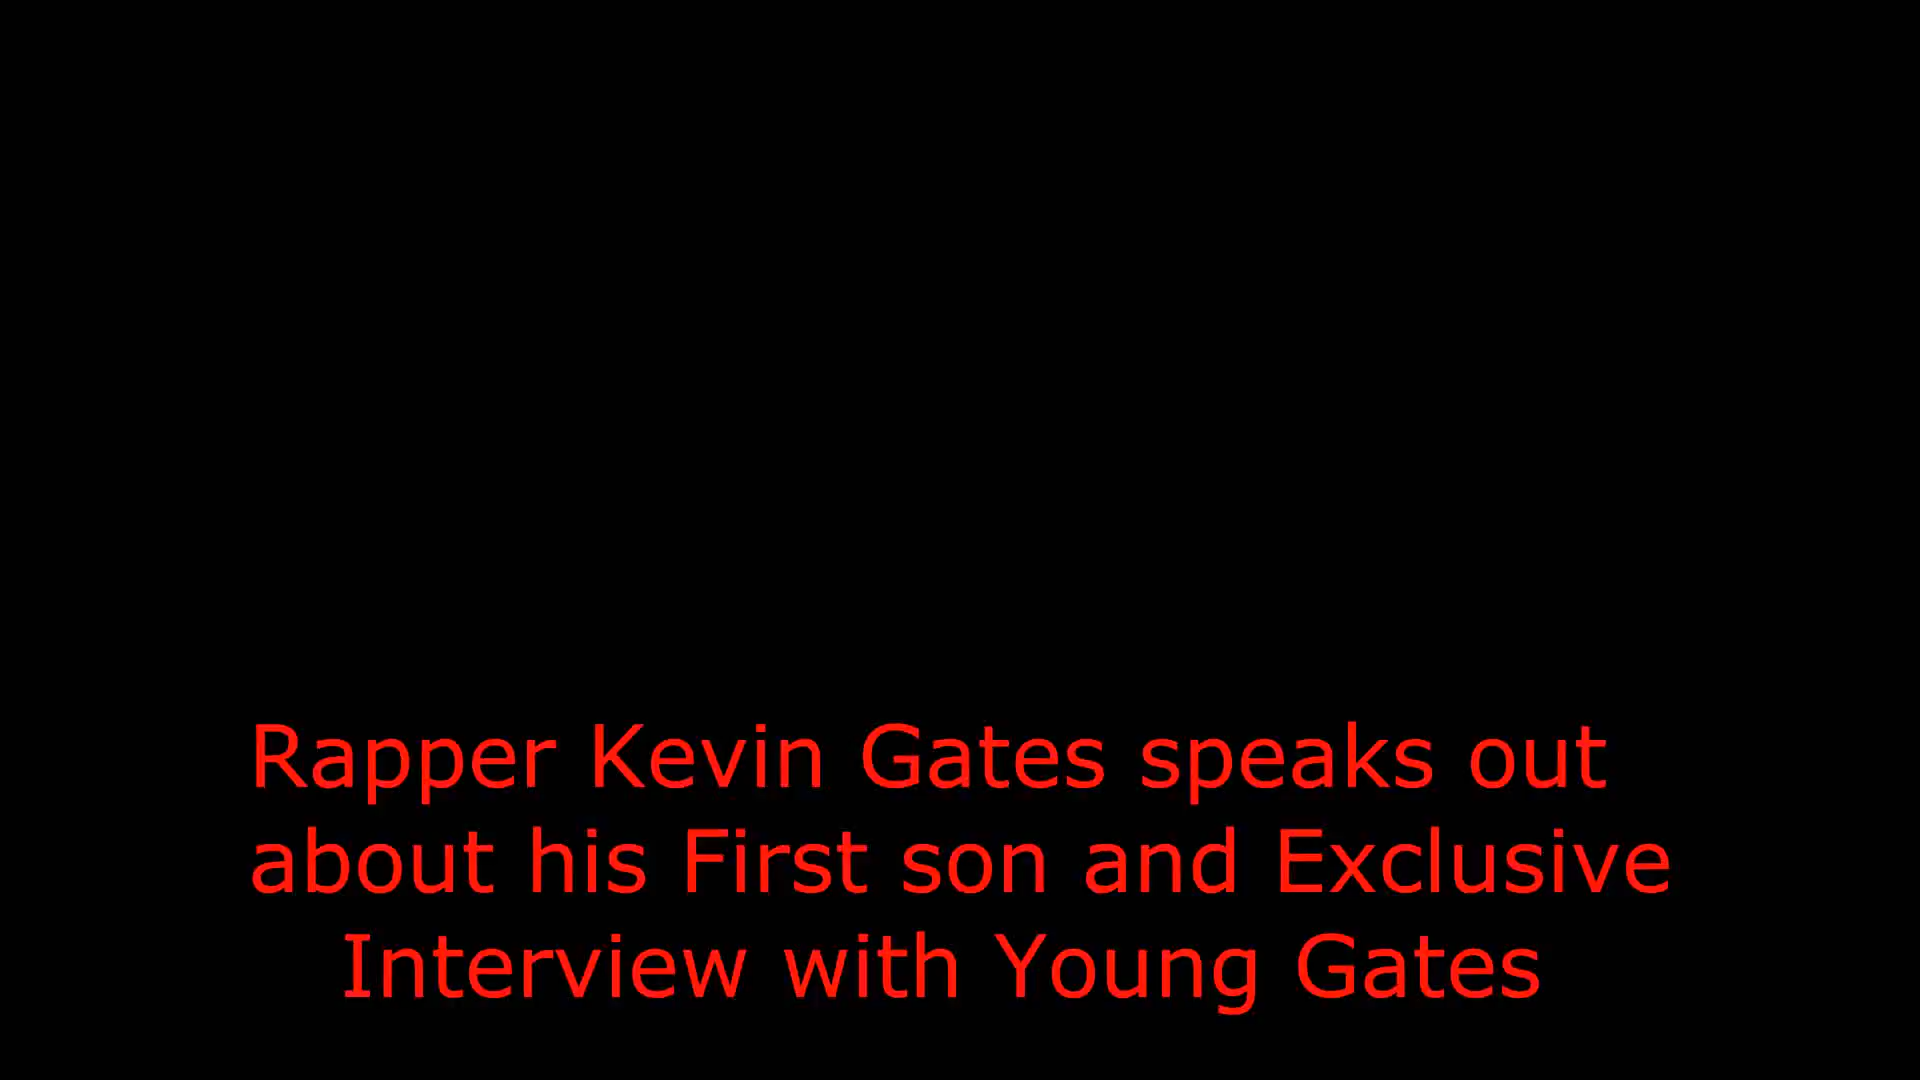 Rapper Kevin Gates speaks out
about his First son and Exclusive
Interview with Young Gates